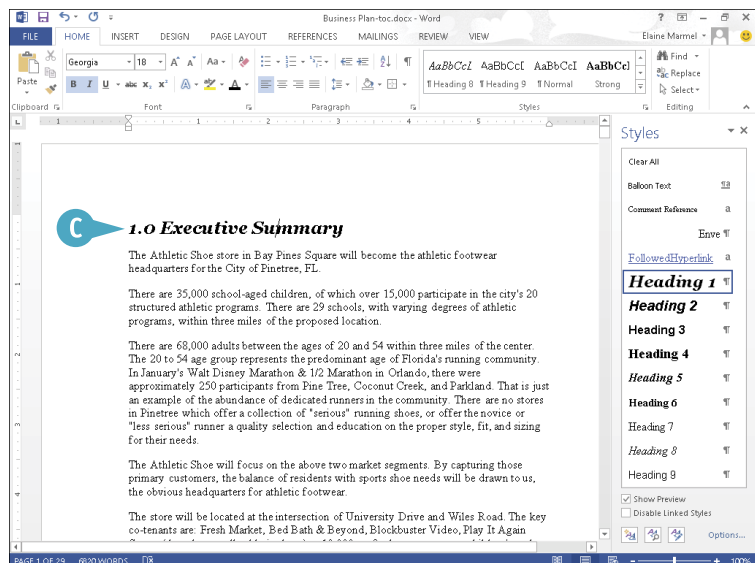 Business Plan-toc.docx - Word
FILE HOME INSERT DESIGN PAGE LAYOUT REFERENCES MAILINGS REVIEW VIEW Elaine Marmel
Paste
Georgia 18 A A Aa
B I U abc x₂ x² A A
AaBbCcL AaBbCcI AaBbCcI AaBbCcl
¶ Heading 8 ¶ Heading 9 ¶ Normal Strong
Find
Replace
Select
Clipboard Font Paragraph Styles Editing
1 1 2 3 4 5
C
1.0 Executive Summary
The Athletic Shoe store in Bay Pines Square will become the athletic footwear
headquarters for the City of Pinetree, FL.
There are 35,000 school-aged children, of which over 15,000 participate in the city's 20
structured athletic programs. There are 29 schools, with varying degrees of athletic
programs, within three miles of the proposed location.
There are 68,000 adults between the ages of 20 and 54 within three miles of the center.
The 20 to 54 age group represents the predominant age of Florida's running community.
In January's Walt Disney Marathon & 1/2 Marathon in Orlando, there were
approximately 250 participants from Pine Tree, Coconut Creek, and Parkland. That is just
an example of the abundance of dedicated runners in the community. There are no stores
in Pinetree which offer a collection of "serious" running shoes, or offer the novice or
"less serious" runner a quality selection and education on the proper style, fit, and sizing
for their needs.
The Athletic Shoe will focus on the above two market segments. By capturing those
primary customers, the balance of residents with sports shoe needs will be drawn to us,
the obvious headquarters for athletic footwear.
The store will be located at the intersection of University Drive and Wiles Road. The key
co-tenants are: Fresh Market, Bed Bath & Beyond, Blockbuster Video, Play It Again
Styles
Clear All
Balloon Text ¶a
Comment Reference a
Enve ¶
FollowedHyperlink a
Heading 1 ¶
Heading 2 ¶
Heading 3 ¶
Heading 4 ¶
Heading 5 ¶
Heading 6 ¶
Heading 7 ¶
Heading 8 ¶
Heading 9 ¶
Show Preview
Disable Linked Styles
Options...
PAGE 1 OF 29 6820 WORDS 100%